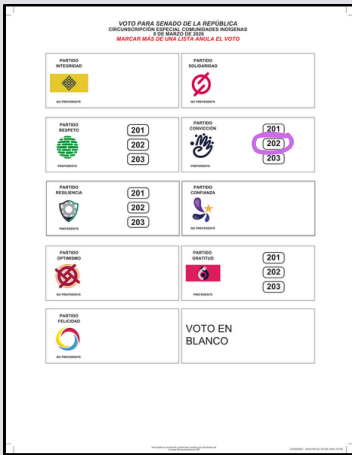 VOTO PARA SENADO DE LA REPÚBLICA
CIRCUNSCRIPCIÓN ESPECIAL COMUNIDADES INDÍGENAS
8 DE MARZO DE 2026
MARCAR MÁS DE UNA LISTA ANULA EL VOTO
PARTIDO
INTEGRIDAD
NO PREFERENTE
PARTIDO
SOLIDARIDAD
NO PREFERENTE
PARTIDO
RESPETO
PREFERENTE
201
202
203
PARTIDO
CONVICCIÓN
PREFERENTE
201
202
203
PARTIDO
RESILIENCIA
PREFERENTE
201
202
203
PARTIDO
CONFIANZA
NO PREFERENTE
PARTIDO
OPTIMISMO
NO PREFERENTE
PARTIDO
GRATITUD
PREFERENTE
201
202
203
PARTIDO
FELICIDAD
NO PREFERENTE
VOTO EN
BLANCO